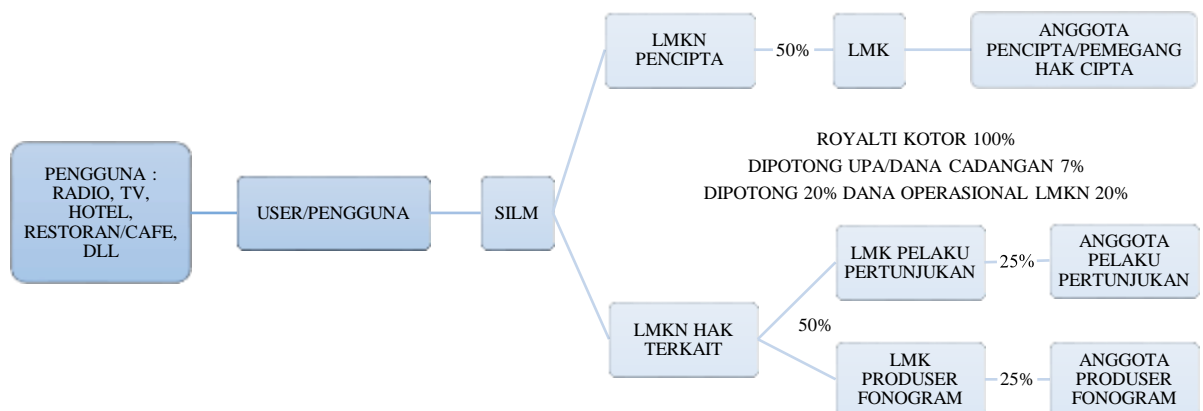 PENGGUNA :
RADIO, TV,
HOTEL,
RESTORAN/CAFE,
DLL
USER/PENGGUNA
SILM
LMKN
PENCIPTA
50%
LMK
ANGGOTA
PENCIPTA/PEMEGANG
HAK CIPTA
ROYALTI KOTOR 100%
DIPOTONG UPA/DANA CADANGAN 7%
DIPOTONG 20% DANA OPERASIONAL LMKN 20%
LMKN HAK
TERKAIT
50%
LMK PELAKU
PERTUNJUKAN
25%
ANGGOTA
PELAKU
PERTUNJUKAN
LMK
PRODUSER
FONOGRAM
25%
ANGGOTA
PRODUSER
FONOGRAM